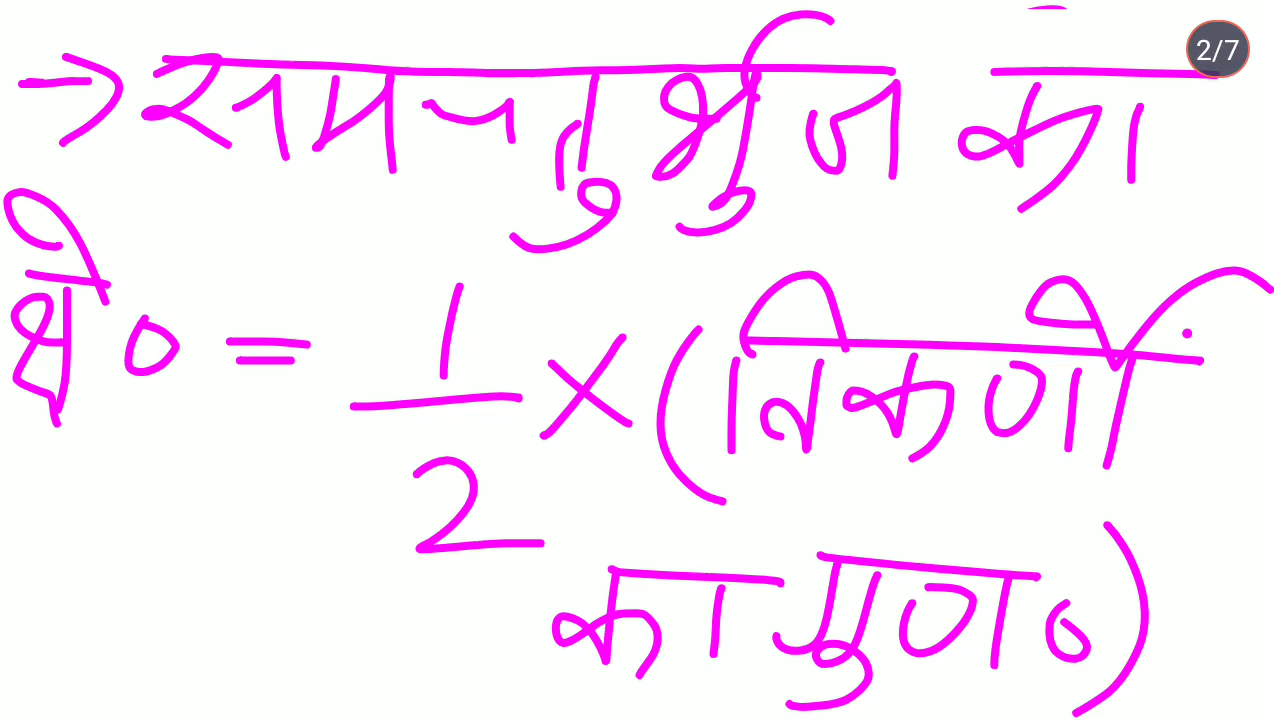 2/7
→ समचतुर्भुज का
क्षे० = 1/2 × (विकर्णों
का गुण०)